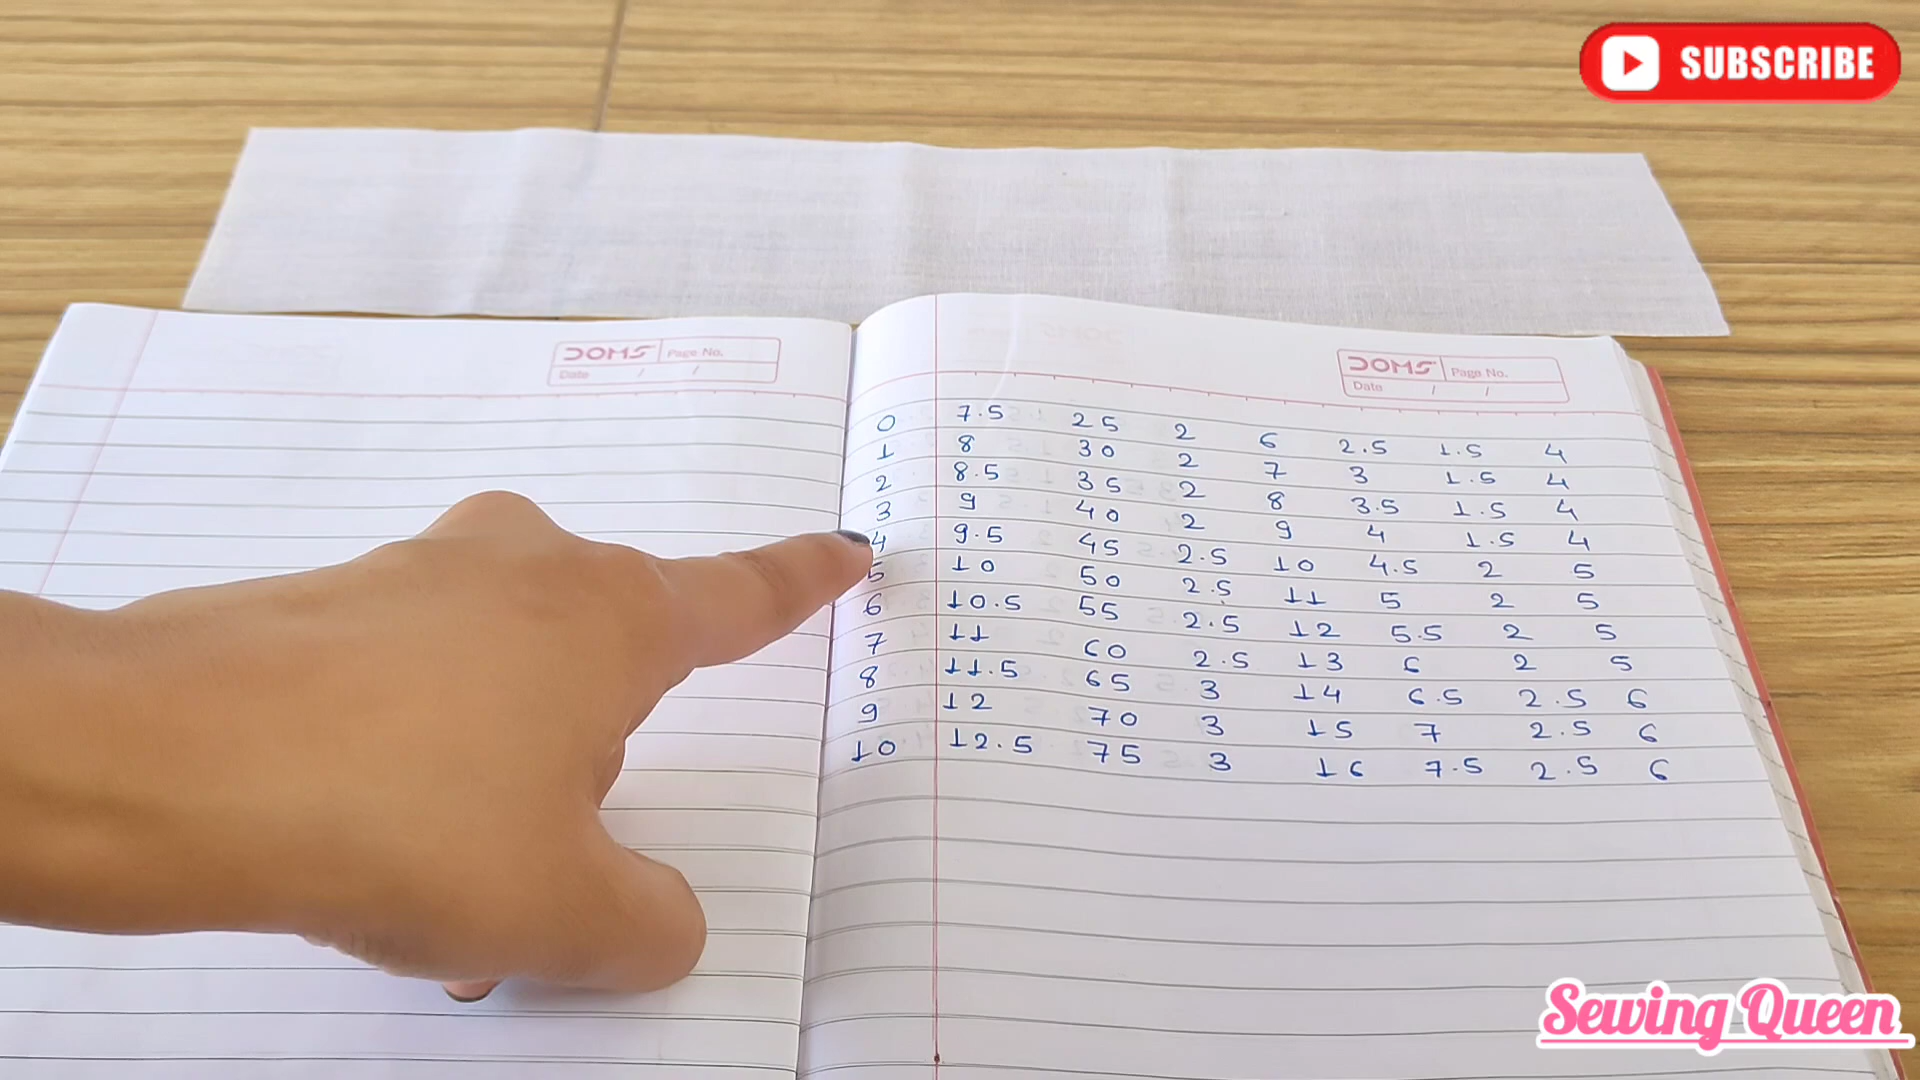 SUBSCRIBE
DOMS Page No.
Date / /
DOMS Page No.
Date / /
0 7.5 25 2 6 2.5 1.5 4
1 8 30 2 7 3 1.5 4
2 8.5 35 2 8 3.5 1.5 4
3 9 40 2 9 4 1.5 4
4 9.5 45 2.5 10 4.5 2 5
5 10 50 2.5 11 5 2 5
6 10.5 55 2.5 12 5.5 2 5
7 11 60 2.5 13 6 2 5
8 11.5 65 3 14 6.5 2.5 6
9 12 70 3 15 7 2.5 6
10 12.5 75 3 16 7.5 2.5 6
Sewing Queen